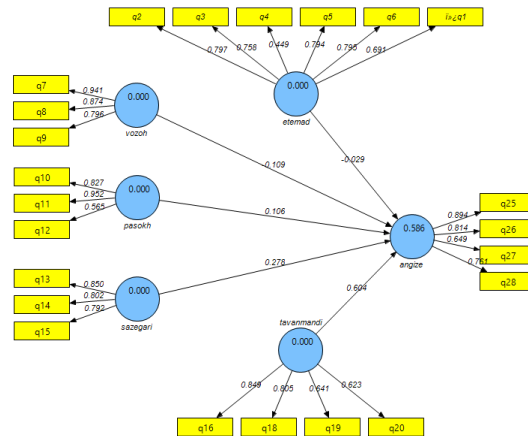 q2 q3 q4 q5 q6 ï»¿q1
0.797 0.758 0.449 0.794 0.795 0.691
0.000
etemad
q7
q8
q9
0.941
0.874
0.796
0.000
vozoh
q10
q11
q12
0.827
0.952
0.565
0.000
pasokh
q13
q14
q15
0.850
0.802
0.792
0.000
sazegari
-0.029
0.109
0.106
0.278
0.604
0.586
angize
0.894
0.814
0.649
0.761
q25
q26
q27
q28
tavanmandi
0.000
0.849 0.805 0.641 0.623
q16 q18 q19 q20